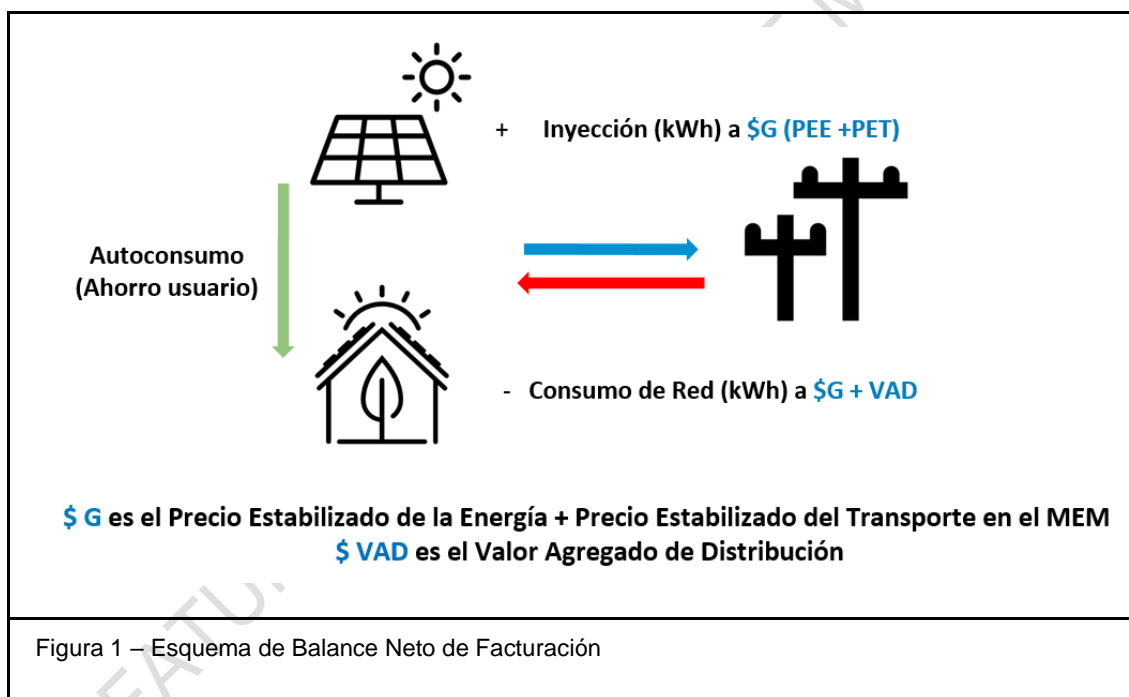 + Inyección (kWh) a $G (PEE +PET)
Autoconsumo
(Ahorro usuario)
- Consumo de Red (kWh) a $G + VAD
$ G es el Precio Estabilizado de la Energía + Precio Estabilizado del Transporte en el MEM
$ VAD es el Valor Agregado de Distribución
Figura 1 – Esquema de Balance Neto de Facturación